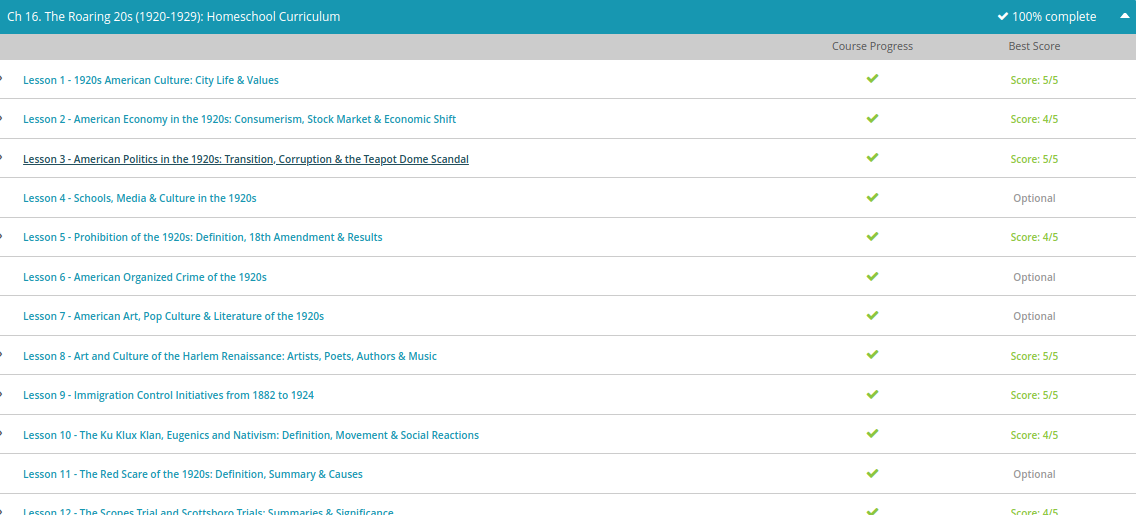 Ch 16. The Roaring 20s (1920-1929): Homeschool Curriculum 100% complete
Course Progress Best Score
Lesson 1 - 1920s American Culture: City Life & Values Score: 5/5
Lesson 2 - American Economy in the 1920s: Consumerism, Stock Market & Economic Shift Score: 4/5
Lesson 3 - American Politics in the 1920s: Transition, Corruption & the Teapot Dome Scandal Score: 5/5
Lesson 4 - Schools, Media & Culture in the 1920s Optional
Lesson 5 - Prohibition of the 1920s: Definition, 18th Amendment & Results Score: 4/5
Lesson 6 - American Organized Crime of the 1920s Optional
Lesson 7 - American Art, Pop Culture & Literature of the 1920s Optional
Lesson 8 - Art and Culture of the Harlem Renaissance: Artists, Poets, Authors & Music Score: 5/5
Lesson 9 - Immigration Control Initiatives from 1882 to 1924 Score: 5/5
Lesson 10 - The Ku Klux Klan, Eugenics and Nativism: Definition, Movement & Social Reactions Score: 4/5
Lesson 11 - The Red Scare of the 1920s: Definition, Summary & Causes Optional
Lesson 12 - The Scopes Trial and Scottsboro Trials: Summaries & Significance Score: 4/5